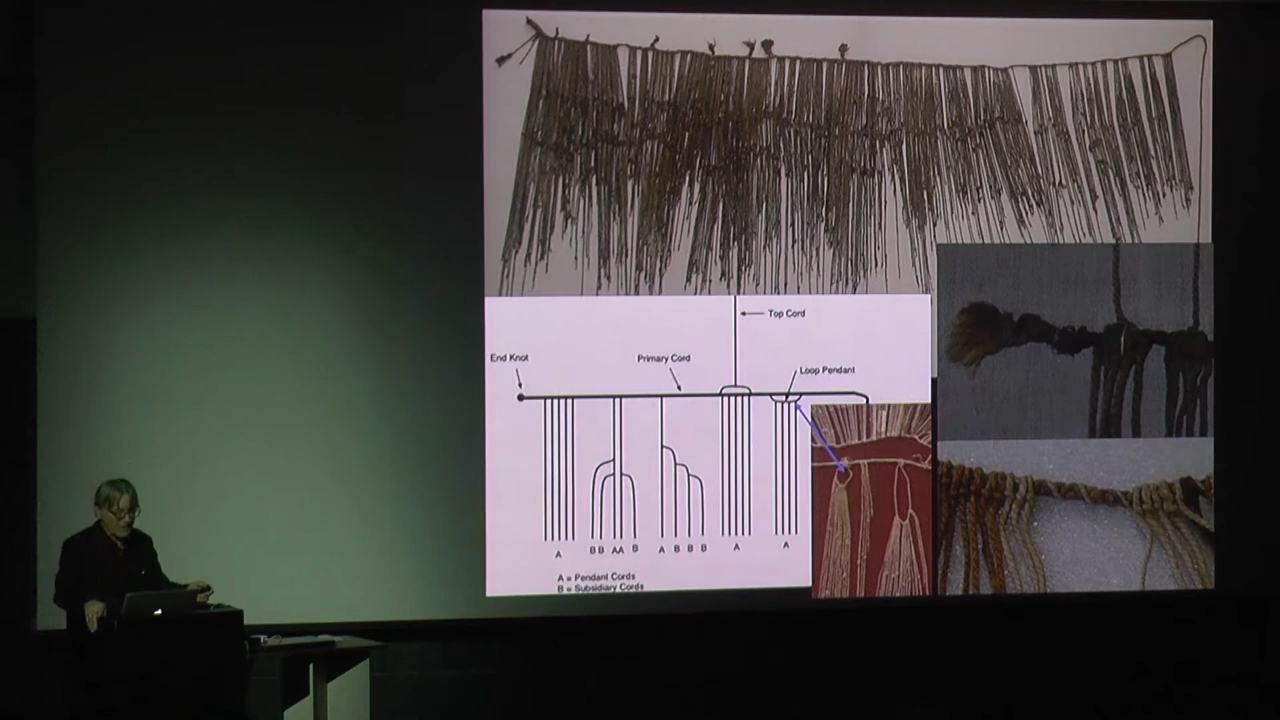 Top Cord
End Knot
Primary Cord
Loop Pendant
A
B B
A A
B
A
B
B
B
A
A
A = Pendant Cords
B = Subsidiary Cords